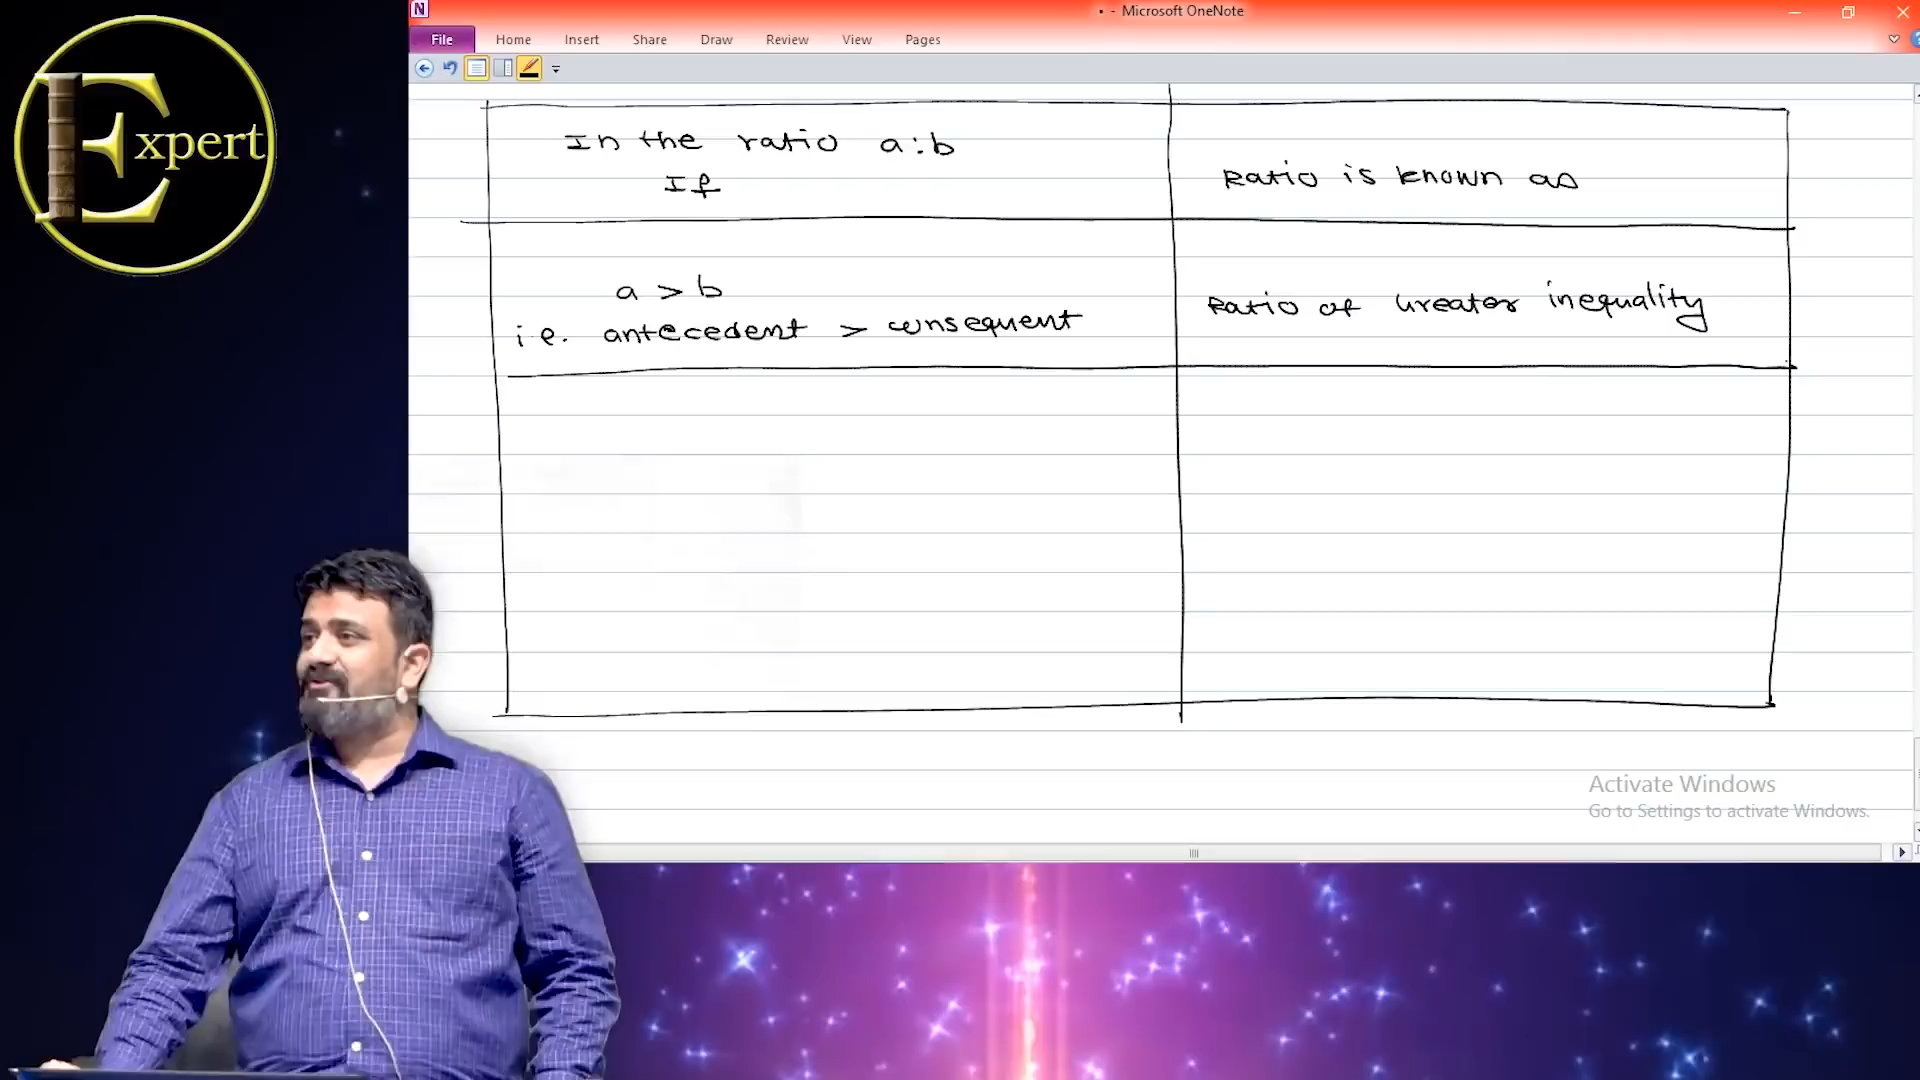 Expert
• - Microsoft OneNote
File Home Insert Share Draw Review View Pages
In the ratio a:b
If
Ratio is known as
a > b
i.e. antecedent > consequent
Ratio of Greater inequality
Activate Windows
Go to Settings to activate Windows.